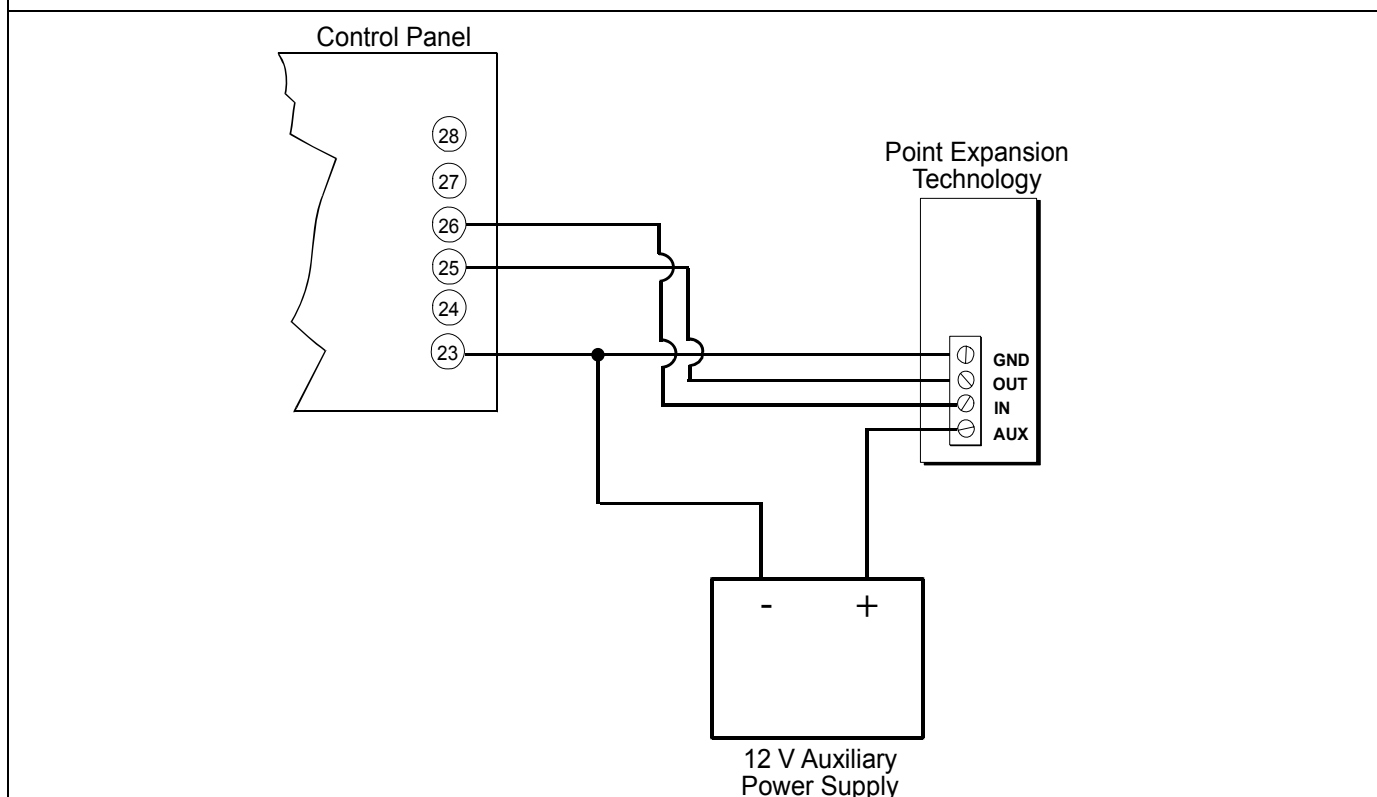 Control Panel
28
27
26
25
24
23
Point Expansion
Technology
GND
OUT
IN
AUX
- +
12 V Auxiliary
Power Supply